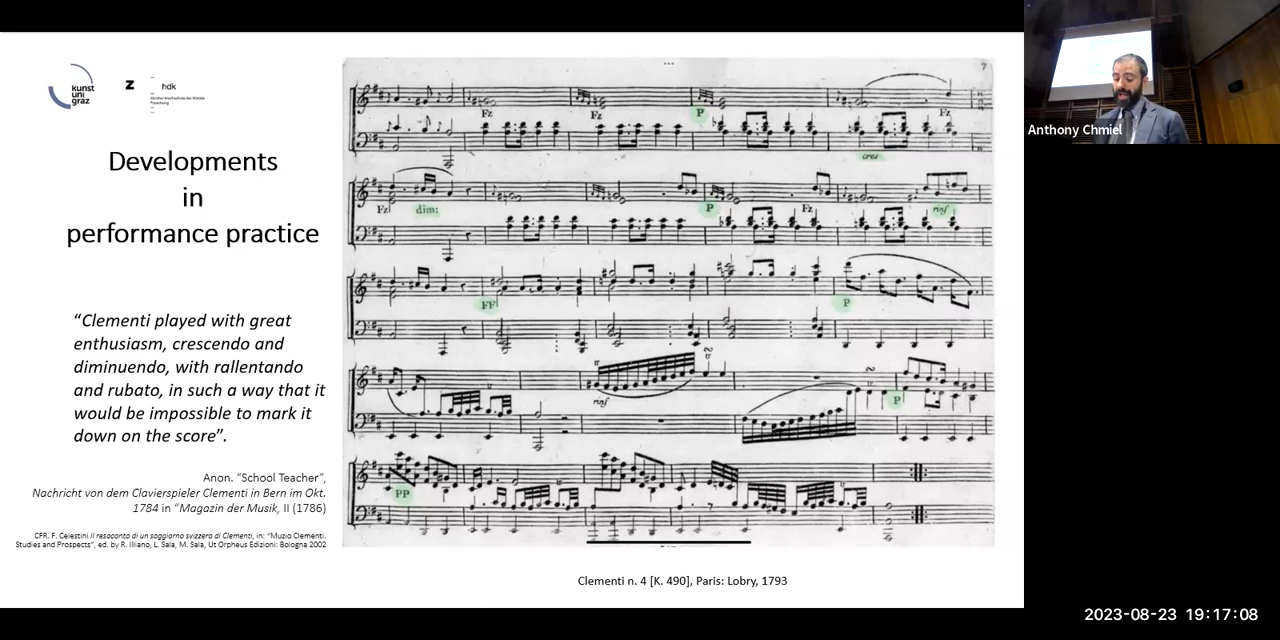 kunst
uni
graz
z
hdk
Developments
in
performance practice
“Clementi played with great
enthusiasm, crescendo and
diminuendo, with rallentando
and rubato, in such a way that it
would be impossible to mark it
down on the score”.
Anon. “School Teacher”,
Nachricht von dem Clavierspieler Clementi in Bern im Okt.
1784 in “Magazin der Musik, II (1786)
CFR. F. Celestini Il resoconto di un soggiorno svizzero di Clementi, in: “Muzio Clementi.
Studies and Prospects”, ed. by R. Illiano, L. Sala, M. Sala, Ut Orpheus Edizioni: Bologna 2002
7
Fz Fz P Fz
cres
Fz dim: P Fz rinf
FF P
tr tr
rinf P
PP
Clementi n. 4 [K. 490], Paris: Lobry, 1793
Anthony Chmiel
2023-08-23 19:17:08